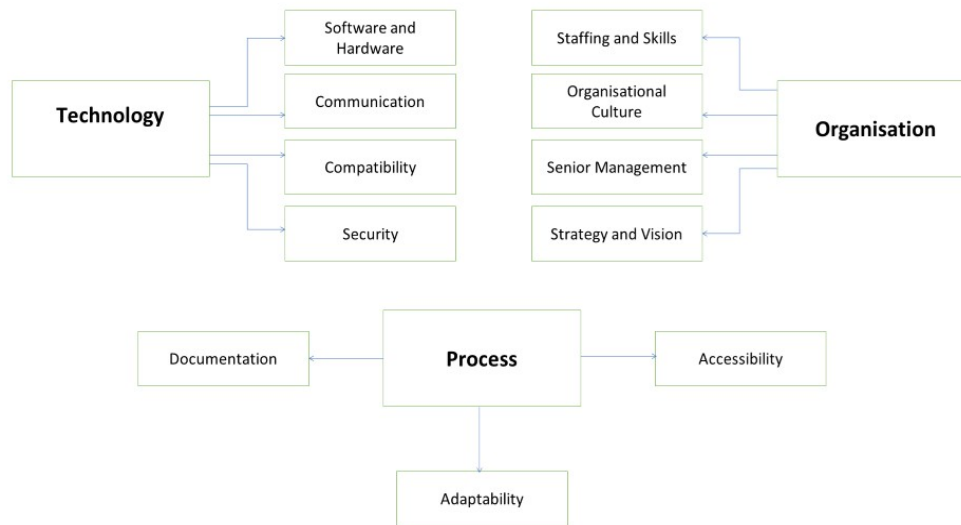 Technology
Software and
Hardware
Communication
Compatibility
Security
Staffing and Skills
Organisational
Culture
Senior Management
Strategy and Vision
Organisation
Process
Documentation
Accessibility
Adaptability